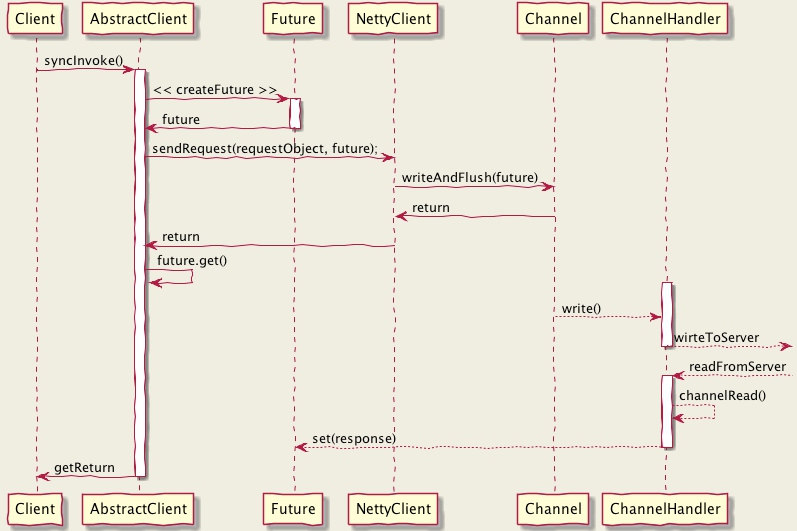 Client AbstractClient Future NettyClient Channel ChannelHandler
syncInvoke()
<< createFuture >>
future
sendRequest(requestObject, future);
writeAndFlush(future)
return
return
future.get()
write()
wirteToServer
readFromServer
channelRead()
set(response)
getReturn
Client AbstractClient Future NettyClient Channel ChannelHandler